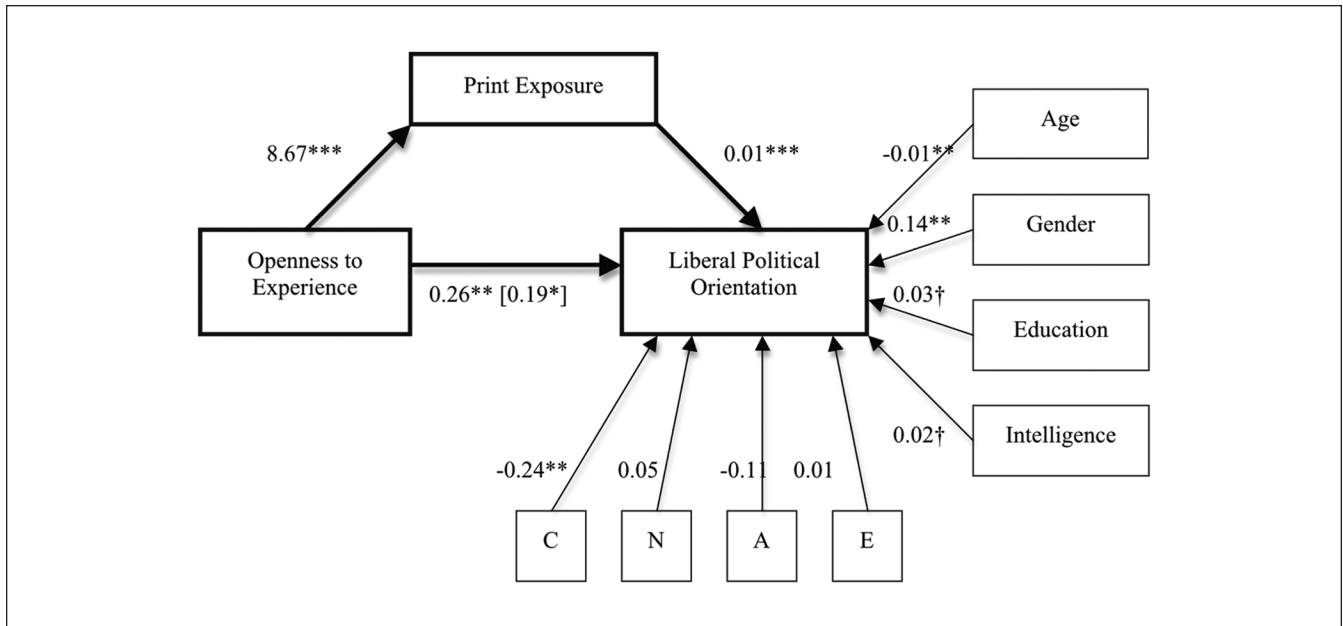 Print Exposure
Age
8.67***
0.01***
-0.01**
Gender
0.14**
Openness to
Experience
Liberal Political
Orientation
0.26** [0.19*]
0.03†
Education
Intelligence
0.02†
-0.24**
0.05
-0.11
0.01
C
N
A
E